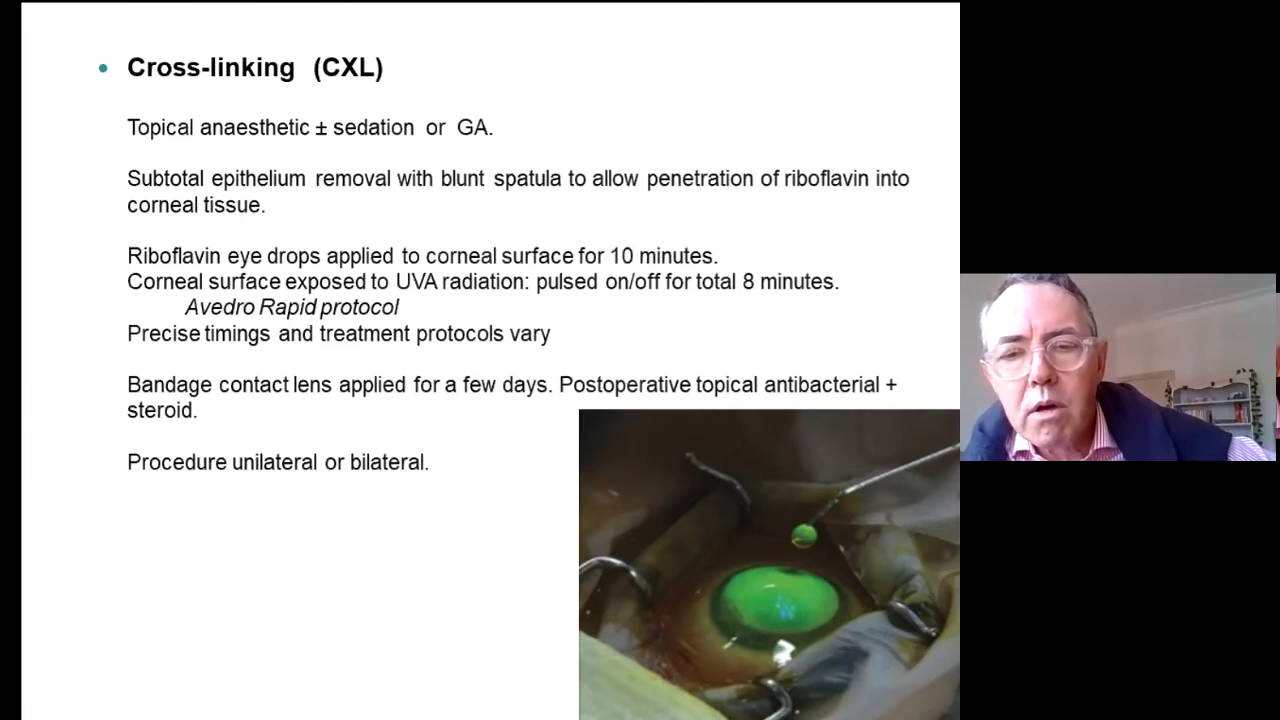 Cross-linking (CXL)
Topical anaesthetic ± sedation or GA.
Subtotal epithelium removal with blunt spatula to allow penetration of riboflavin into
corneal tissue.
Riboflavin eye drops applied to corneal surface for 10 minutes.
Corneal surface exposed to UVA radiation: pulsed on/off for total 8 minutes.
Avedro Rapid protocol
Precise timings and treatment protocols vary
Bandage contact lens applied for a few days. Postoperative topical antibacterial +
steroid.
Procedure unilateral or bilateral.